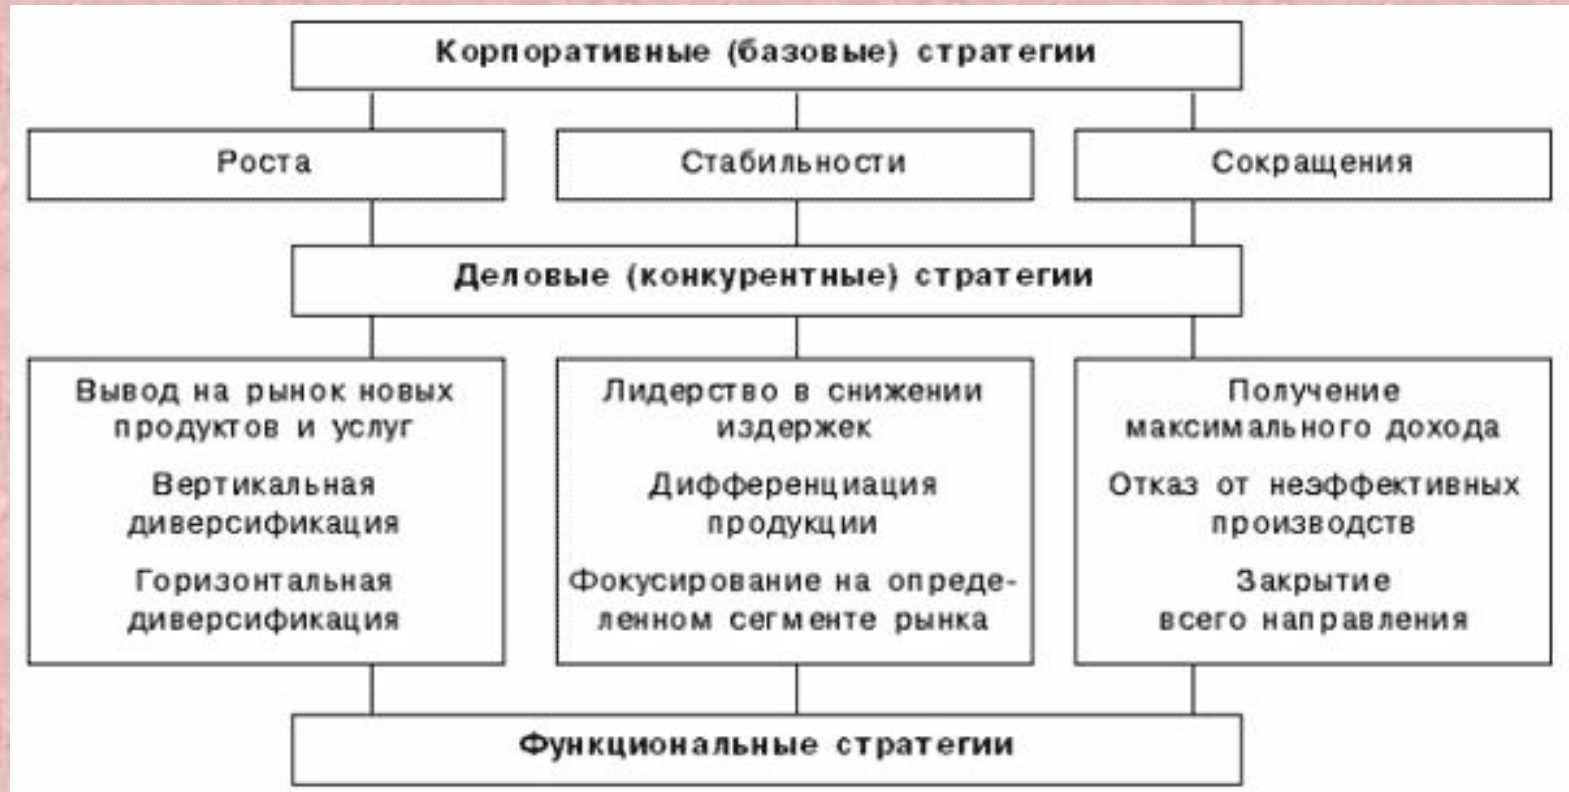 Корпоративные (базовые) стратегии
Роста
Стабильности
Сокращения
Деловые (конкурентные) стратегии
Вывод на рынок новых
продуктов и услуг
Вертикальная
диверсификация
Горизонтальная
диверсификация
Лидерство в снижении
издержек
Дифференциация
продукции
Фокусирование на опреде-
ленном сегменте рынка
Получение
максимального дохода
Отказ от неэффективных
производств
Закрытие
всего направления
Функциональные стратегии